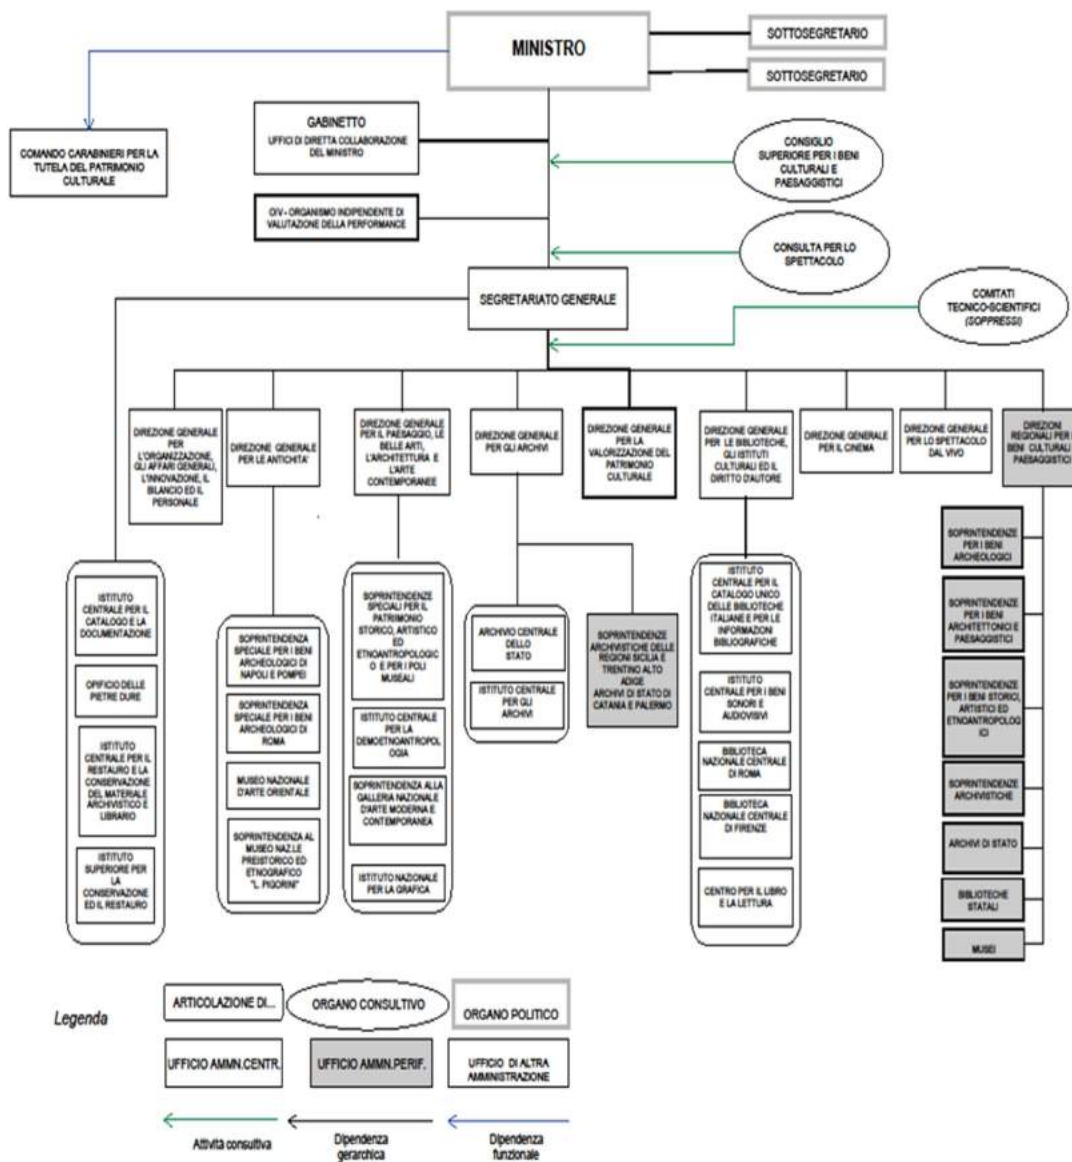 MINISTRO
SOTTOSEGRETARIO
SOTTOSEGRETARIO
GABINETTO
UFFICI DI DIRETTA COLLABORAZIONE
DEL MINISTRO
COMANDO CARABINIERI PER LA
TUTELA DEL PATRIMONIO
CULTURALE
CONSIGLIO
SUPERIORE PER I BENI
CULTURALI E
PAESAGGISTICI
OIV - ORGANISMO INDIPENDENTE DI
VALUTAZIONE DELLA PERFORMANCE
CONSULTA PER LO
SPETTACOLO
SEGRETARIATO GENERALE
COMITATI
TECNICO-SCIENTIFICI
(SOPPRESSI)
DIREZIONE GENERALE
PER
L'ORGANIZZAZIONE,
GLI AFFARI GENERALI,
L'INNOVAZIONE, IL
BILANCIO ED IL
PERSONALE
DIREZIONE GENERALE
PER LE ANTICHITA'
DIREZIONE GENERALE
PER IL PAESAGGIO, LE
BELLE ARTI,
L'ARCHITETTURA E
L'ARTE
CONTEMPORANEE
DIREZIONE GENERALE
PER GLI ARCHIVI
DIREZIONE GENERALE
PER LA
VALORIZZAZIONE DEL
PATRIMONIO
CULTURALE
DIREZIONE GENERALE
PER LE BIBLIOTECHE,
GLI ISTITUTI
CULTURALI ED IL
DIRITTO D'AUTORE
DIREZIONE GENERALE
PER IL CINEMA
DIREZIONE GENERALE
PER LO SPETTACOLO
DAL VIVO
DIREZIONI
REGIONALI PER I
BENI CULTURALI
PAESAGGISTICI
ISTITUTO
CENTRALE PER IL
CATALOGO E LA
DOCUMENTAZIONE
OPIFICIO DELLE
PIETRE DURE
ISTITUTO
CENTRALE PER IL
RESTAURO E LA
CONSERVAZIONE
DEL MATERIALE
ARCHIVISTICO E
LIBRARIO
ISTITUTO
SUPERIORE PER
LA
CONSERVAZIONE
ED IL RESTAURO
SOPRINTENDENZA
SPECIALE PER I BENI
ARCHEOLOGICI DI
NAPOLI E POMPEI
SOPRINTENDENZA
SPECIALE PER I BENI
ARCHEOLOGICI DI
ROMA
MUSEO NAZIONALE
D'ARTE ORIENTALE
SOPRINTENDENZA AL
MUSEO NAZ.LE
PREISTORICO ED
ETNOGRAFICO
"L. PIGORINI"
SOPRINTENDENZE
SPECIALI PER IL
PATRIMONIO
STORICO, ARTISTICO
ED
ETNOANTROPOLOGIC
O E PER I POLI
MUSEALI
ISTITUTO CENTRALE
PER LA
DEMOETNOANTROPOL
OGIA
SOPRINTENDENZA ALLA
GALLERIA NAZIONALE
D'ARTE MODERNA E
CONTEMPORANEA
ISTITUTO NAZIONALE
PER LA GRAFICA
ARCHIVIO CENTRALE
DELLO
STATO
ISTITUTO CENTRALE
PER GLI
ARCHIVI
SOPRINTENDENZE
ARCHIVISTICHE DELLE
REGIONI SICILIA E
TRENTINO ALTO
ADIGE
ARCHIVI DI STATO DI
CATANIA E PALERMO
ISTITUTO
CENTRALE PER IL
CATALOGO UNICO
DELLE BIBLIOTECHE
ITALIANE E PER LE
INFORMAZIONI
BIBLIOGRAFICHE
ISTITUTO
CENTRALE PER I BENI
SONORI E
AUDIOVISIVI
BIBLIOTECA
NAZIONALE CENTRALE
DI ROMA
BIBLIOTECA
NAZIONALE CENTRALE
DI FIRENZE
CENTRO PER IL LIBRO
E LA LETTURA
SOPRINTENDENZE
PER I BENI
ARCHEOLOGICI
SOPRINTENDENZE
PER I BENI
ARCHITETTONICI E
PAESAGGISTICI
SOPRINTENDENZE
PER I BENI STORICI,
ARTISTICI ED
ETNOANTROPOLOG
ICI
SOPRINTENDENZE
ARCHIVISTICHE
ARCHIVI DI STATO
BIBLIOTECHE
STATALI
MUSEI
Legenda
ARTICOLAZIONE DI...
ORGANO CONSULTIVO
ORGANO POLITICO
UFFICIO AMMN.CENTR.
UFFICIO AMMN.PERIF.
UFFICIO DI ALTRA
AMMINISTRAZIONE
Attività consultiva
Dipendenza
gerarchica
Dipendenza
funzionale